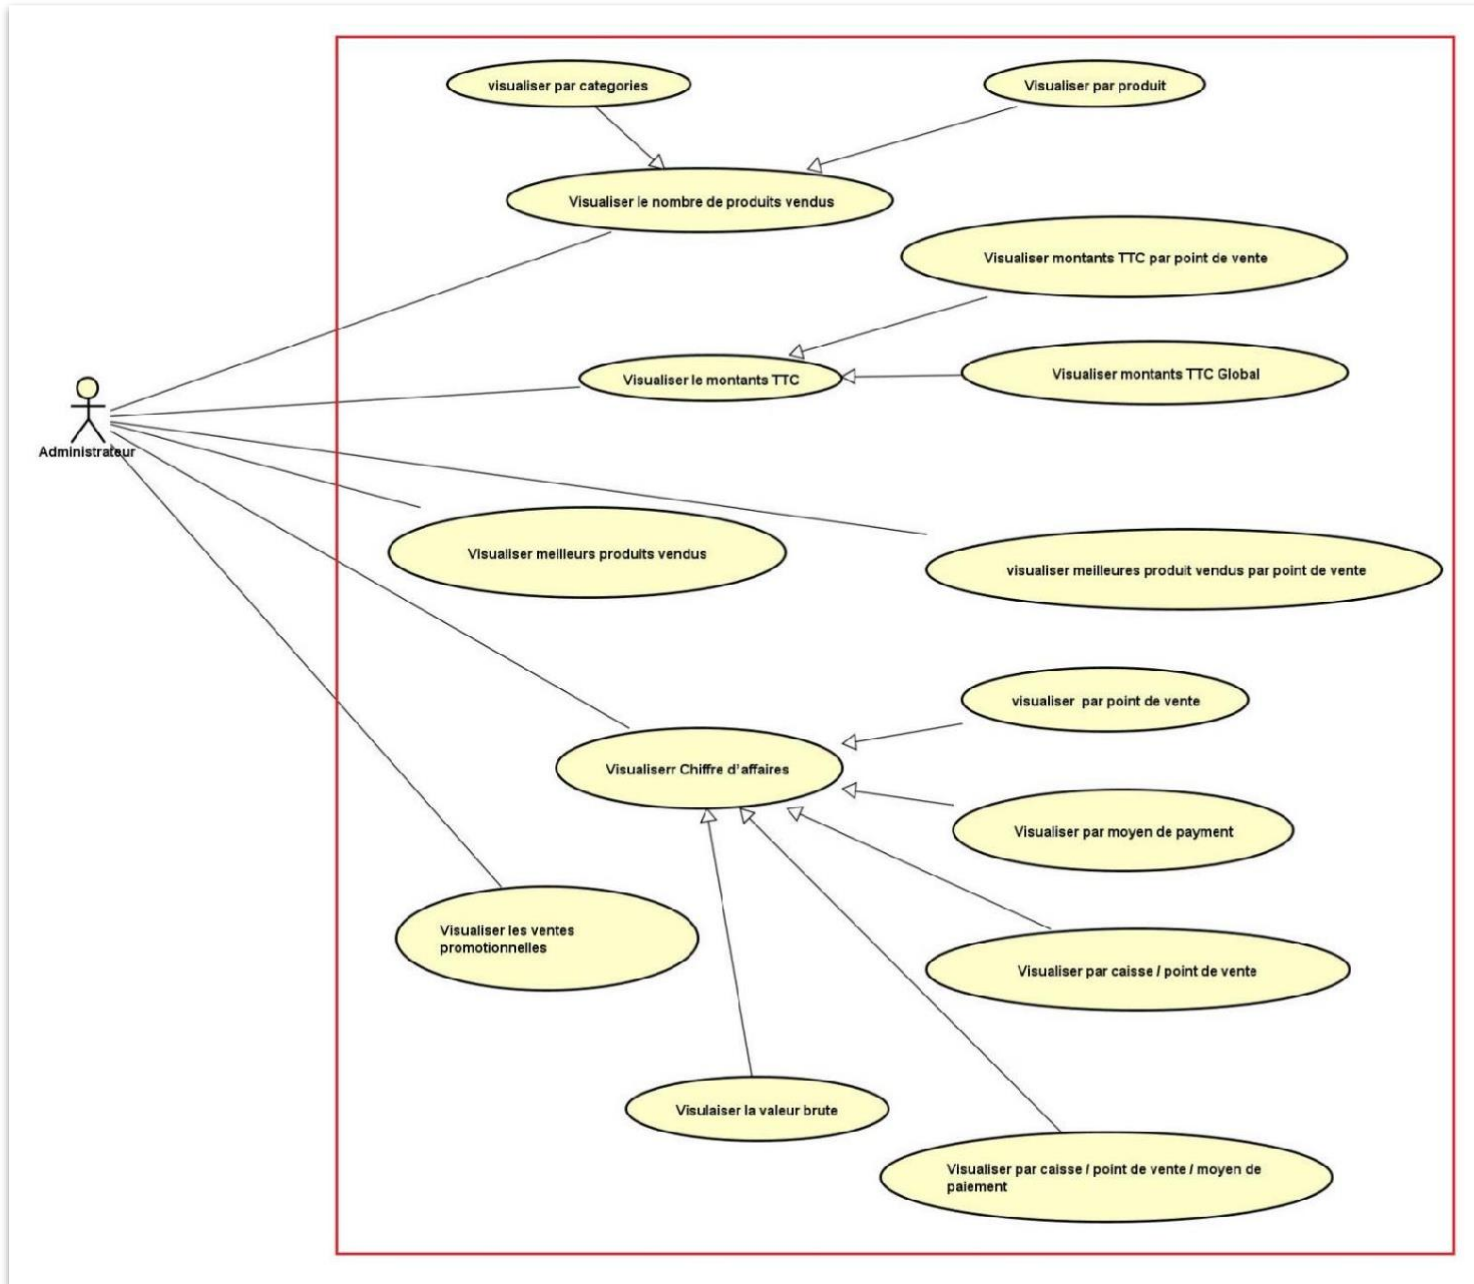 visualiser par categories
Visualiser par produit
Visualiser le nombre de produits vendus
Visualiser montants TTC par point de vente
Visualiser le montants TTC
Visualiser montants TTC Global
Administrateur
Visualiser meilleurs produits vendus
visualiser meilleures produit vendus par point de vente
visualiser par point de vente
Visualiserr Chiffre d'affaires
Visualiser par moyen de payment
Visualiser les ventes
promotionnelles
Visualiser par caisse / point de vente
Visulaiser la valeur brute
Visualiser par caisse / point de vente / moyen de
paiement